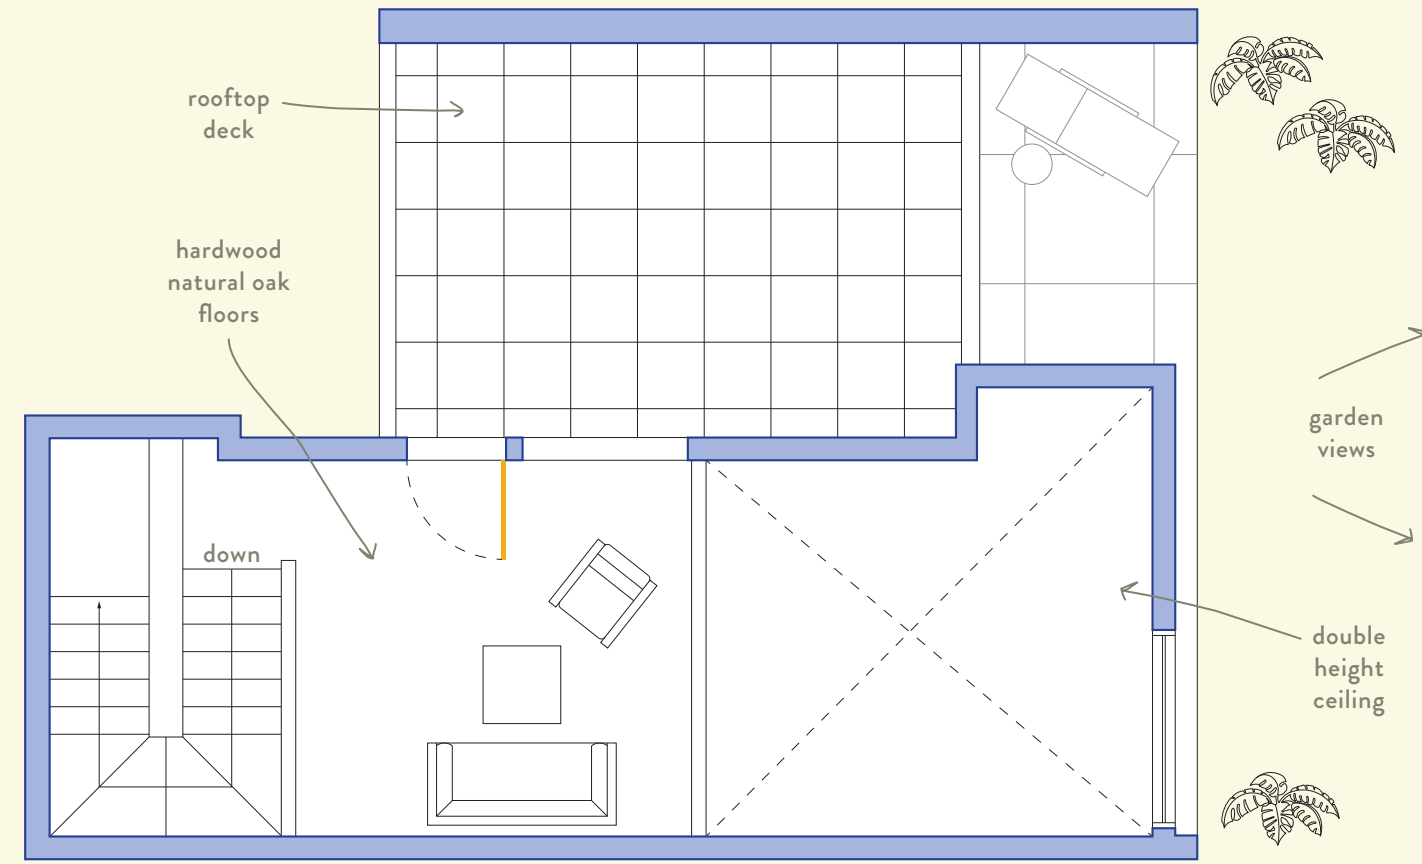 rooftop
deck
hardwood
natural oak
floors
garden
views
down
double
height
ceiling